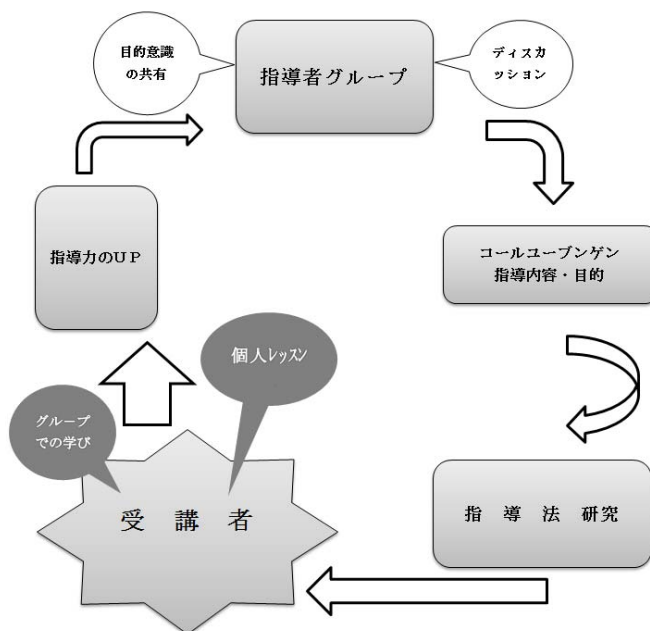 目的意識
の共有
指導者グループ
ディスカ
ッション
コールユーブンゲン
指導内容・目的
指導力のUP
個人レッスン
グループ
での学び
受 講 者
指 導 法 研究